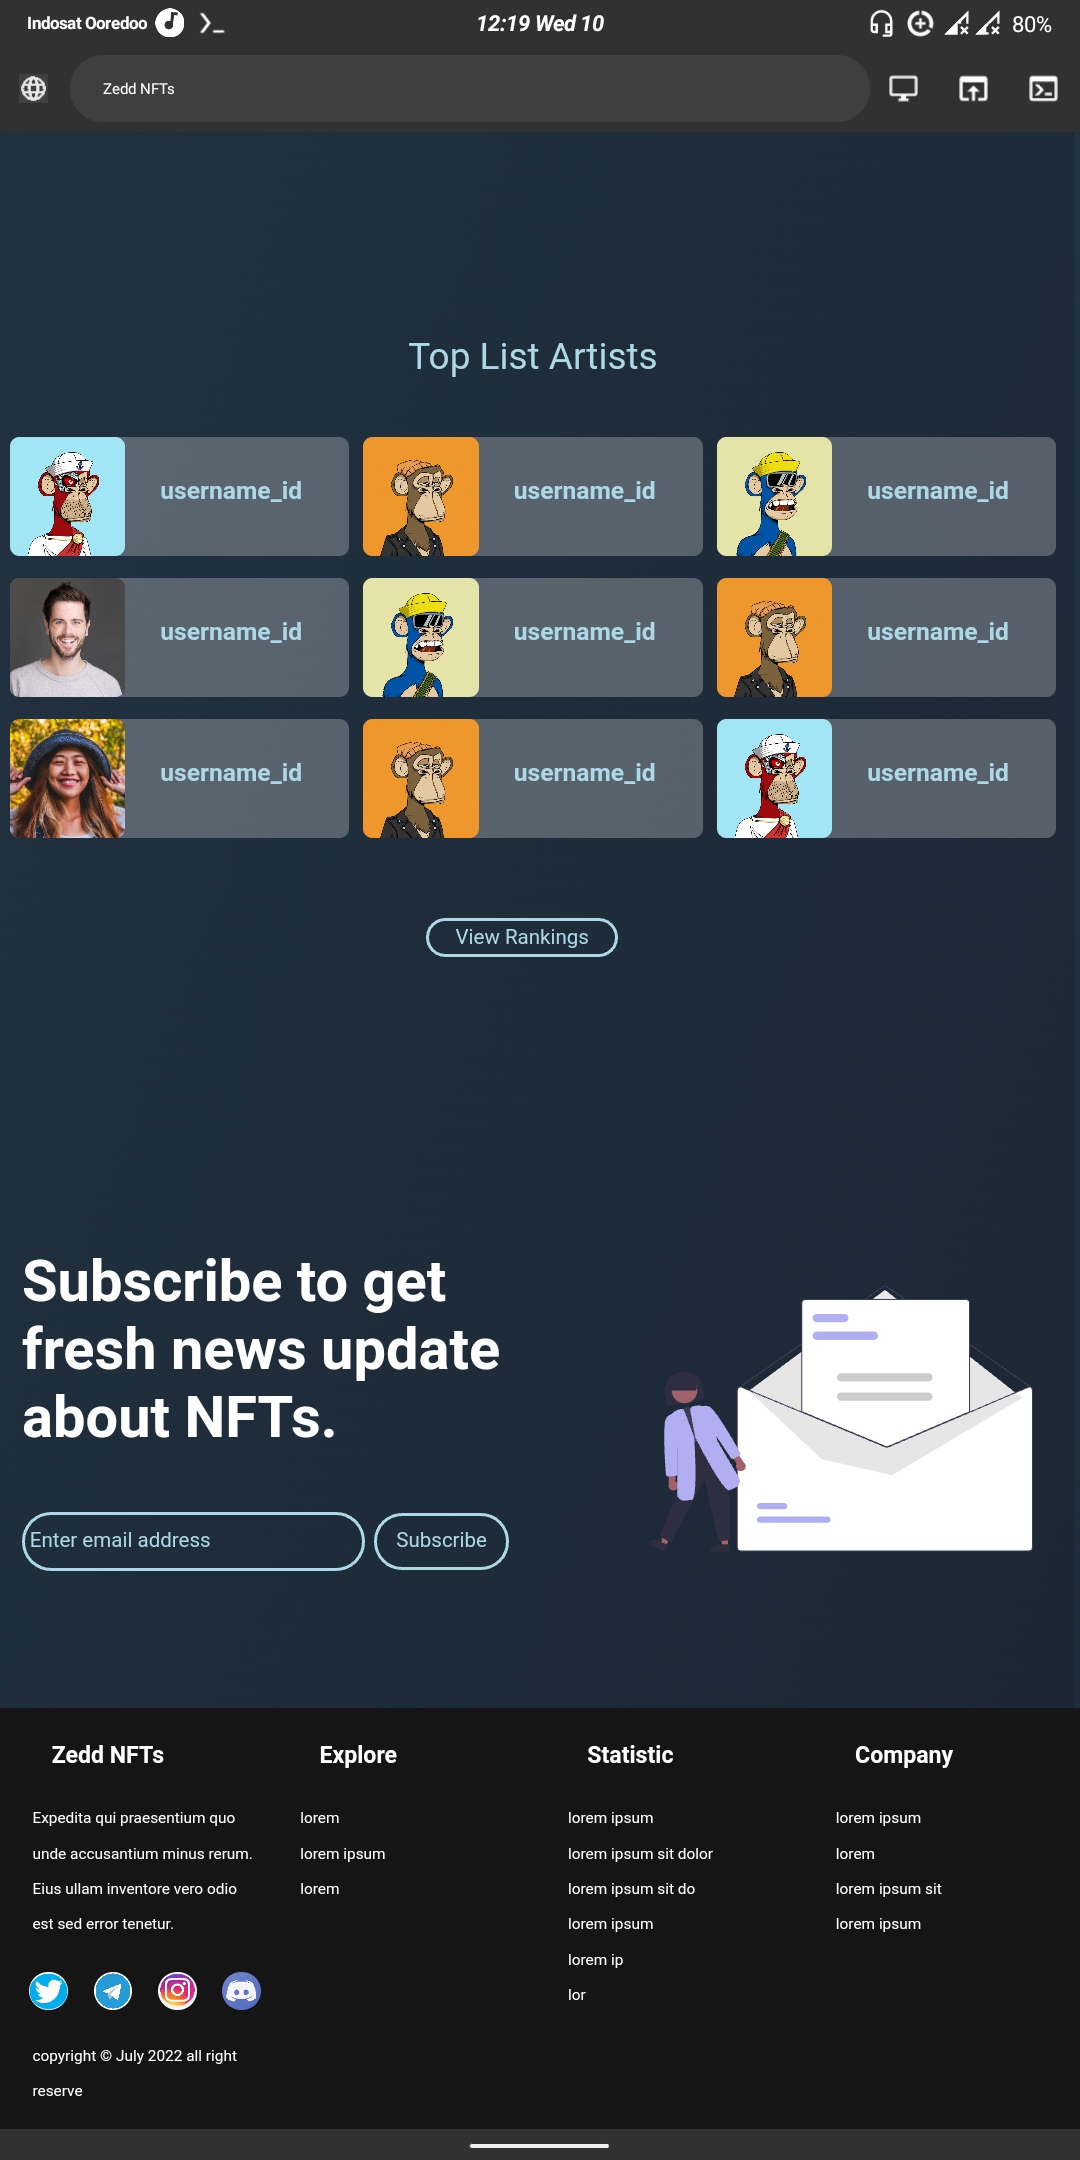 Indosat Ooredoo
12:19 Wed 10
80%
Zedd NFTs
Top List Artists
username_id
username_id
username_id
username_id
username_id
username_id
username_id
username_id
username_id
View Rankings
Subscribe to get
fresh news update
about NFTs.
Enter email address
Subscribe
Zedd NFTs
Expedita qui praesentium quo
unde accusantium minus rerum.
Eius ullam inventore vero odio
est sed error tenetur.
copyright © July 2022 all right
reserve
Explore
lorem
lorem ipsum
lorem
Statistic
lorem ipsum
lorem ipsum sit dolor
lorem ipsum sit do
lorem ipsum
lorem ip
lor
Company
lorem ipsum
lorem
lorem ipsum sit
lorem ipsum